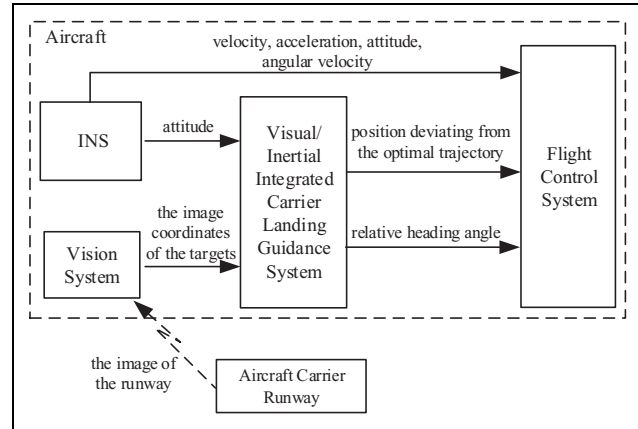 Aircraft
velocity, acceleration, attitude,
angular velocity
INS
attitude
Visual/
Inertial
Integrated
Carrier
Landing
Guidance
System
position deviating from
the optimal trajectory
Flight
Control
System
the image
coordinates
of the targets
Vision
System
relative heading angle
the image of
the runway
Aircraft Carrier
Runway